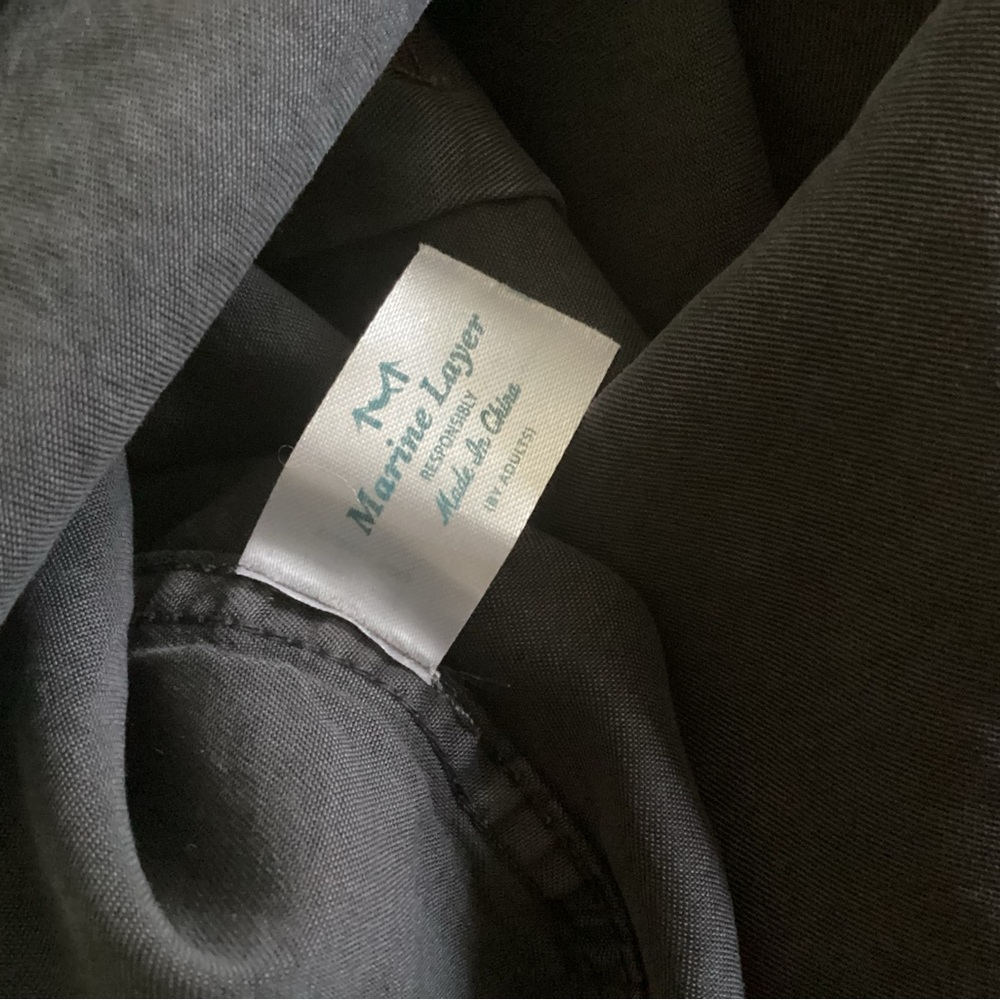 Marine Layer
RESPONSIBLY
Made In China
(BY ADULTS)